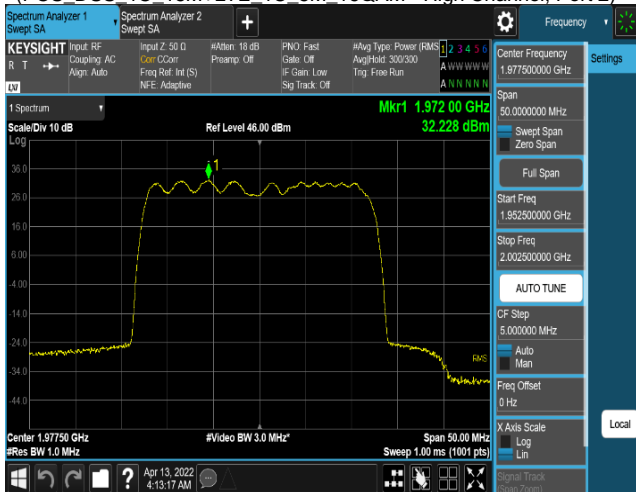 Spectrum Analyzer 1
Swept SA
Spectrum Analyzer 2
Swept SA
+
Frequency
KEYSIGHT
R T
Input: RF
Coupling: AC
Align: Auto
Input Z: 50 Ω
Corr CCorr
Freq Ref: Int (S)
NFE: Adaptive
#Atten: 18 dB
Preamp: Off
PNO: Fast
Gate: Off
IF Gain: Low
Sig Track: Off
#Avg Type: Power (RMS
Avg|Hold: 300/300
Trig: Free Run
1 2 3 4 5 6
A W W W W W
A N N N N N
1 Spectrum
Scale/Div 10 dB
Log
Ref Level 46.00 dBm
Mkr1 1.972 00 GHz
32.228 dBm
1
36.0
26.0
16.0
6.00
-4.00
-14.0
-24.0
-34.0
-44.0
RMS
Center 1.97750 GHz
#Res BW 1.0 MHz
#Video BW 3.0 MHz*
Span 50.00 MHz
Sweep 1.00 ms (1001 pts)
Center Frequency
1.977500000 GHz
Settings
Span
50.0000000 MHz
Swept Span
Zero Span
Full Span
Start Freq
1.952500000 GHz
Stop Freq
2.002500000 GHz
AUTO TUNE
CF Step
5.000000 MHz
Auto
Man
Freq Offset
0 Hz
X Axis Scale
Log
Lin
Local
Signal Track
(Span Zoom)
?
Apr 13, 2022
4:13:17 AM